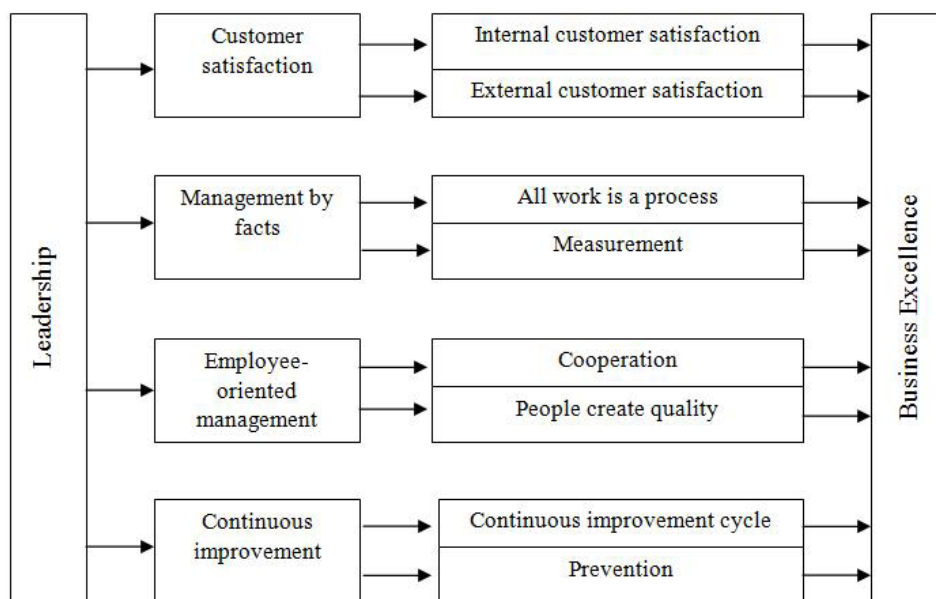 Leadership
Customer
satisfaction
Internal customer satisfaction
External customer satisfaction
Management by
facts
All work is a process
Measurement
Employee-
oriented
management
Cooperation
People create quality
Continuous
improvement
Continuous improvement cycle
Prevention
Business Excellence